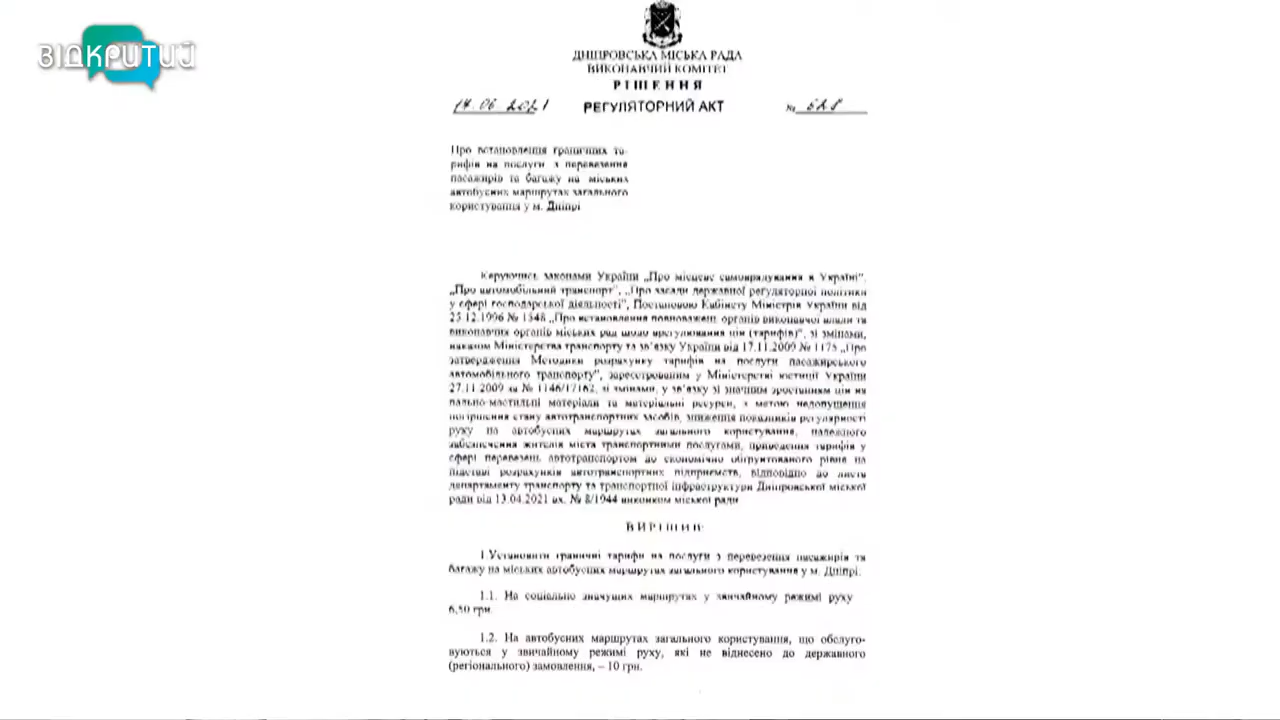 ВІДКРИТИЙ
ДНІПРОВСЬКА МІСЬКА РАДА
ВИКОНАВЧИЙ КОМІТЕТ
РІШЕННЯ
РЕГУЛЯТОРНИЙ АКТ
№ 528
Про встановлення граничних та-
рифів на послуги з перевезення
пасажирів та багажу на міських
автобусних маршрутах загального
користування у м. Дніпрі
Керуючись законами України „Про місцеве самоврядування в Україні",
„Про автомобільний транспорт", „Про засади державної регуляторної політики
у сфері господарської діяльності", Постановою Кабінету Міністрів України від
25.12.1996 № 1548 „Про встановлення повноважень органів виконавчої влади та
виконавчих органів міських рад щодо врегулювання цін (тарифів)", зі змінами,
наказом Міністерства транспорту та зв'язку України від 17.11.2009 № 1175 „Про
затвердження Методики розрахунку тарифів на послуги пасажирського
автомобільного транспорту", зареєстрованим у Міністерстві юстиції України
27.11.2009 за № 1146/17162, зі змінами, у зв'язку зі значним зростанням цін на
пально-мастильні матеріали та матеріальні ресурси, з метою недопущення
погіршення стану автотранспортних засобів, зниження показників регулярності
руху на автобусних маршрутах загального користування, належного
забезпечення жителів міста транспортними послугами, приведення тарифів у
сфері перевезень автотранспортом до економічно обґрунтованого рівня на
підставі розрахунків автотранспортних підприємств, відповідно до листа
департаменту транспорту та транспортної інфраструктури Дніпровської міської
ради від 13.04.2021 вх. № 8/1944 виконком міської ради
ВИРІШИВ:
1.Установити граничні тарифи на послуги з перевезення пасажирів та
багажу на міських автобусних маршрутах загального користування у м. Дніпрі:
1.1. На соціально значущих маршрутах у звичайному режимі руху –
6,50 грн.
1.2. На автобусних маршрутах загального користування, що обслуго-
вуються у звичайному режимі руху, які не віднесено до державного
(регіонального) замовлення, – 10 грн.